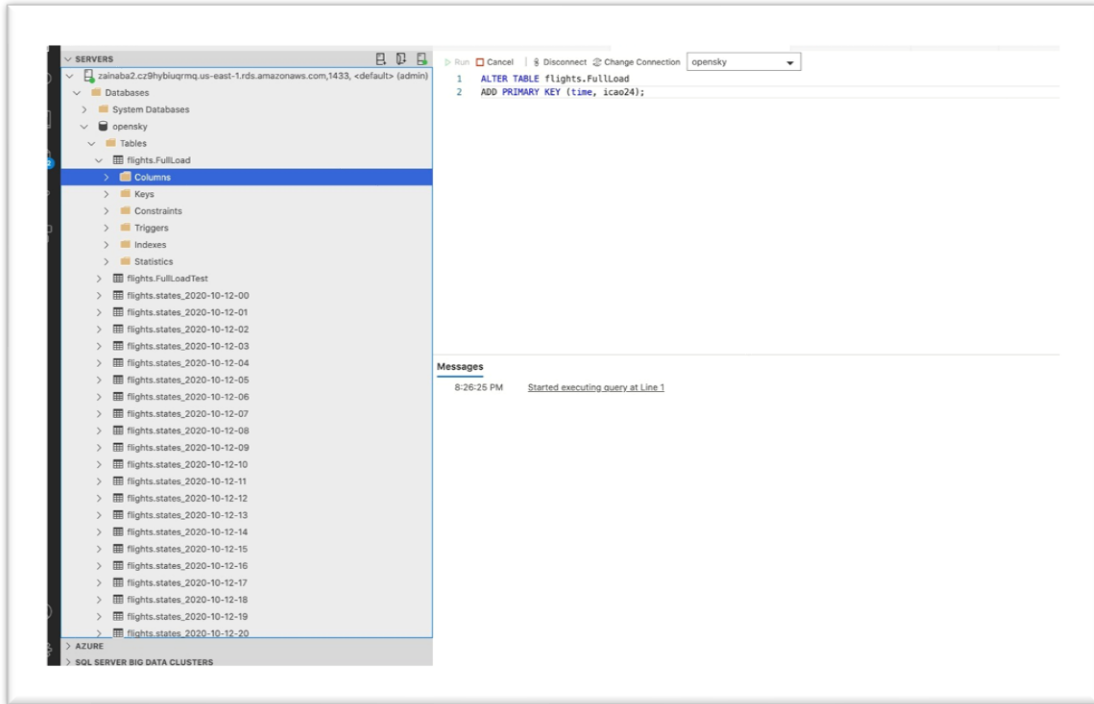 SERVERS
zainaba2.cz9hybiuqrmq.us-east-1.rds.amazonaws.com,1433, <default> (admin)
Databases
System Databases
opensky
Tables
flights.FullLoad
Columns
Keys
Constraints
Triggers
Indexes
Statistics
flights.FullLoadTest
flights.states_2020-10-12-00
flights.states_2020-10-12-01
flights.states_2020-10-12-02
flights.states_2020-10-12-03
flights.states_2020-10-12-04
flights.states_2020-10-12-05
flights.states_2020-10-12-06
flights.states_2020-10-12-07
flights.states_2020-10-12-08
flights.states_2020-10-12-09
flights.states_2020-10-12-10
flights.states_2020-10-12-11
flights.states_2020-10-12-12
flights.states_2020-10-12-13
flights.states_2020-10-12-14
flights.states_2020-10-12-15
flights.states_2020-10-12-16
flights.states_2020-10-12-17
flights.states_2020-10-12-18
flights.states_2020-10-12-19
flights.states_2020-10-12-20
AZURE
SQL SERVER BIG DATA CLUSTERS
Run Cancel Disconnect Change Connection opensky
1 ALTER TABLE flights.FullLoad
2 ADD PRIMARY KEY (time, icao24);
Messages
8:26:25 PM Started executing query at Line 1